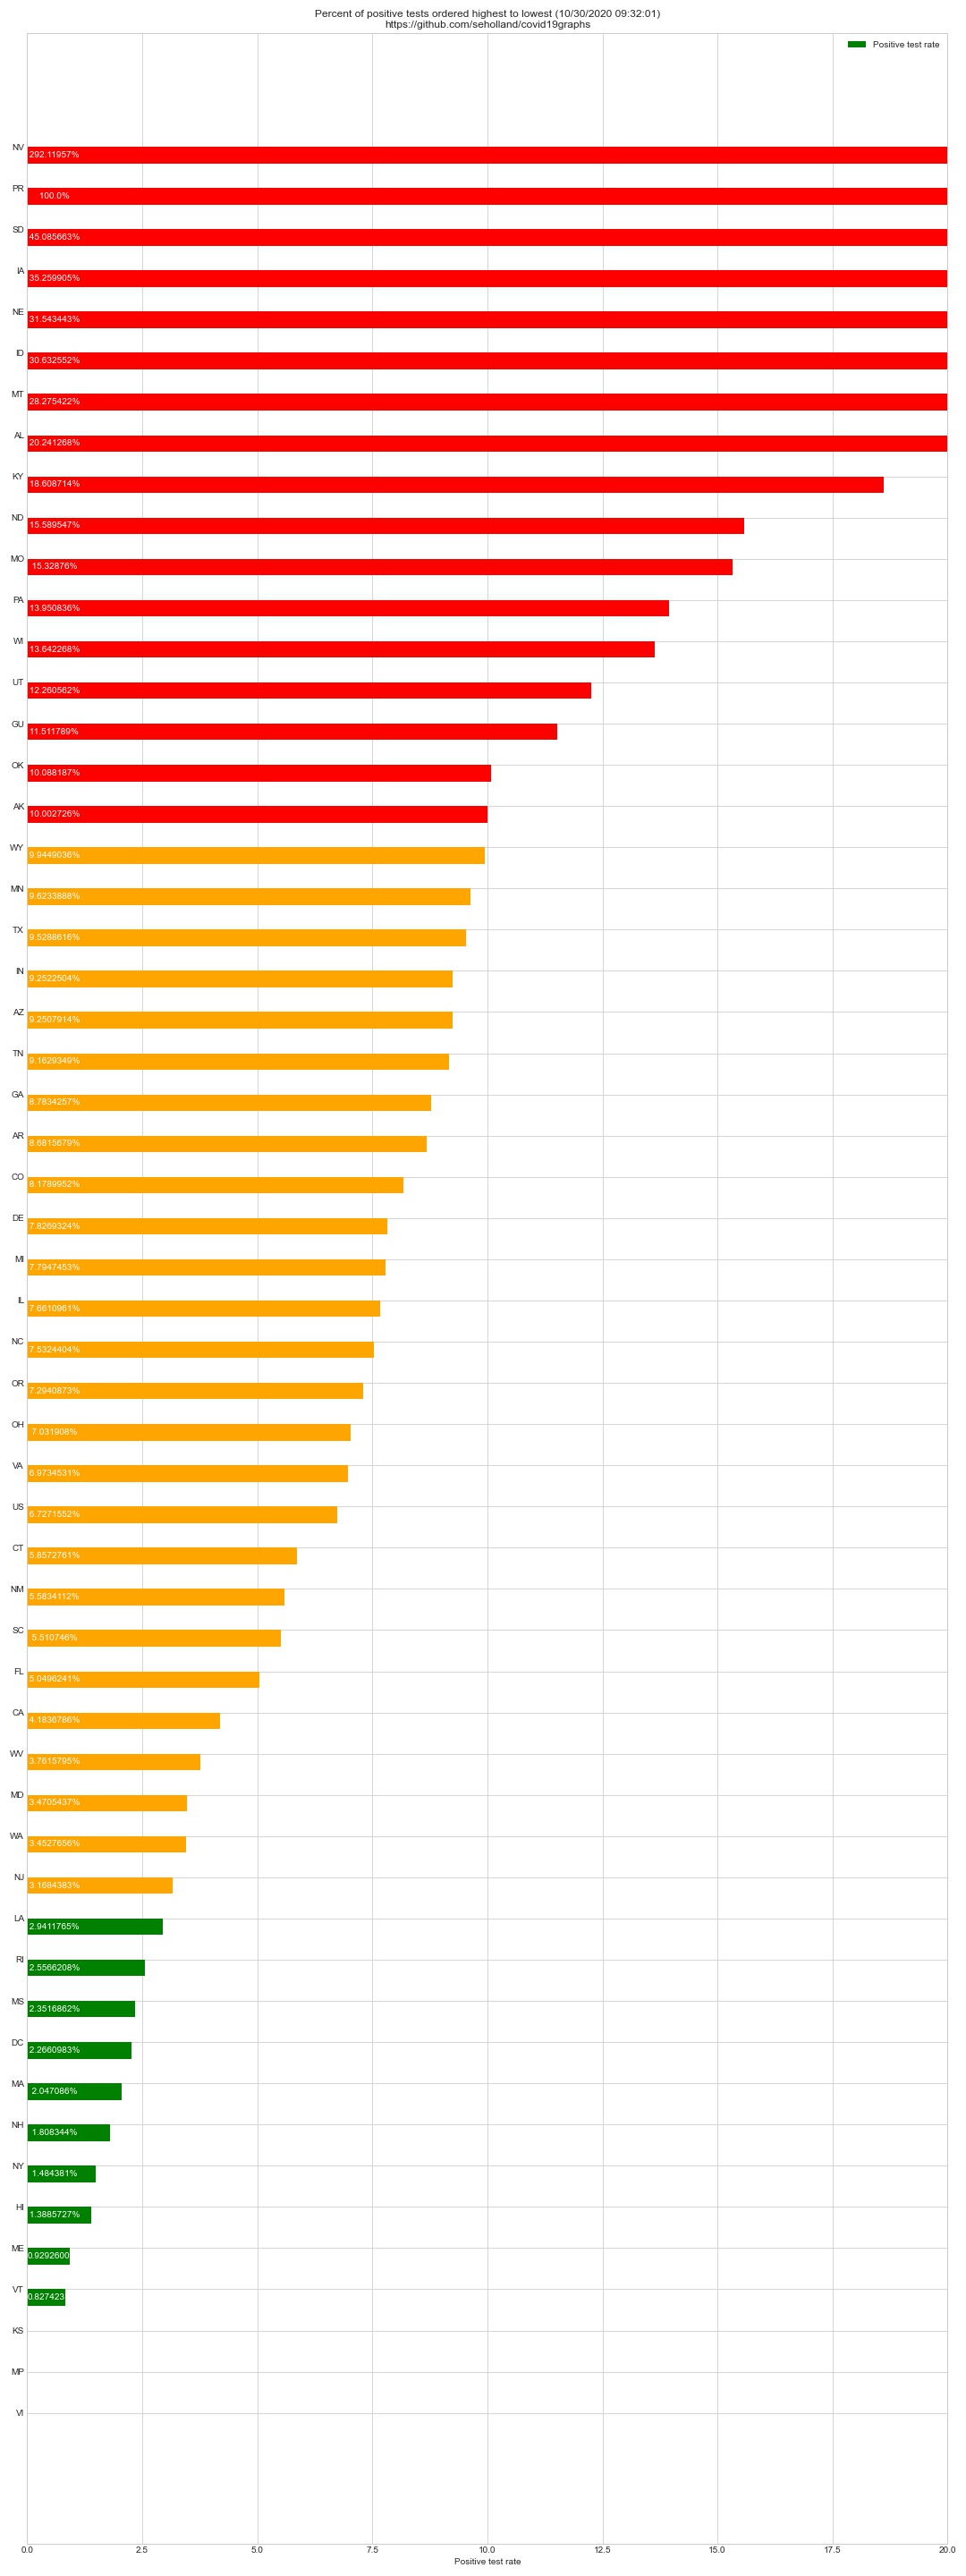 Percent of positive tests ordered highest to lowest (10/30/2020 09:32:01)
https://github.com/seholland/covid19graphs
Positive test rate
NV 292.11957%
PR 100.0%
SD 45.085663%
IA 35.259905%
NE 31.543443%
ID 30.632552%
MT 28.275422%
AL 20.241268%
KY 18.608714%
ND 15.589547%
MO 15.32876%
PA 13.950836%
WI 13.642268%
UT 12.260562%
GU 11.511789%
OK 10.088187%
AK 10.002726%
WY 9.9449036%
MN 9.6233888%
TX 9.5288616%
IN 9.2522504%
AZ 9.2507914%
TN 9.1629349%
GA 8.7834257%
AR 8.6815679%
CO 8.1789952%
DE 7.8269324%
MI 7.7947453%
IL 7.6610961%
NC 7.5324404%
OR 7.2940873%
OH 7.031908%
VA 6.9734531%
US 6.7271552%
CT 5.8572761%
NM 5.5834112%
SC 5.510746%
FL 5.0496241%
CA 4.1836786%
WV 3.7615795%
MD 3.4705437%
WA 3.4527656%
NJ 3.1684383%
LA 2.9411765%
RI 2.5566208%
MS 2.3516862%
DC 2.2660983%
MA 2.047086%
NH 1.808344%
NY 1.484381%
HI 1.3885727%
ME 0.9292600
VT 0.827423
KS
MP
VI
0.0 2.5 5.0 7.5 10.0 12.5 15.0 17.5 20.0
Positive test rate